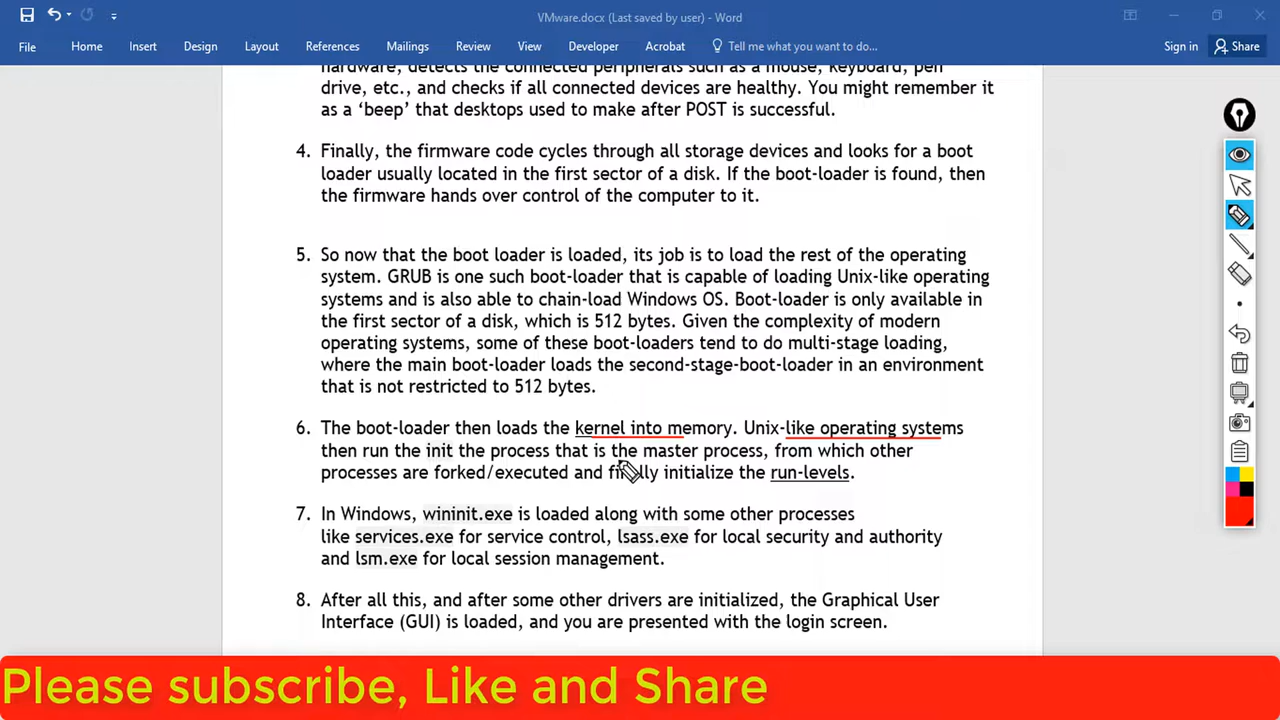 VMware.docx (Last saved by user) - Word
File Home Insert Design Layout References Mailings Review View Developer Acrobat Tell me what you want to do... Sign in Share
hardware, detects the connected peripherals such as a mouse, keyboard, pen
drive, etc., and checks if all connected devices are healthy. You might remember it
as a ‘beep’ that desktops used to make after POST is successful.
4. Finally, the firmware code cycles through all storage devices and looks for a boot
loader usually located in the first sector of a disk. If the boot-loader is found, then
the firmware hands over control of the computer to it.
5. So now that the boot loader is loaded, its job is to load the rest of the operating
system. GRUB is one such boot-loader that is capable of loading Unix-like operating
systems and is also able to chain-load Windows OS. Boot-loader is only available in
the first sector of a disk, which is 512 bytes. Given the complexity of modern
operating systems, some of these boot-loaders tend to do multi-stage loading,
where the main boot-loader loads the second-stage-boot-loader in an environment
that is not restricted to 512 bytes.
6. The boot-loader then loads the kernel into memory. Unix-like operating systems
then run the init the process that is the master process, from which other
processes are forked/executed and finally initialize the run-levels.
7. In Windows, wininit.exe is loaded along with some other processes
like services.exe for service control, lsass.exe for local security and authority
and lsm.exe for local session management.
8. After all this, and after some other drivers are initialized, the Graphical User
Interface (GUI) is loaded, and you are presented with the login screen.
Please subscribe, Like and Share